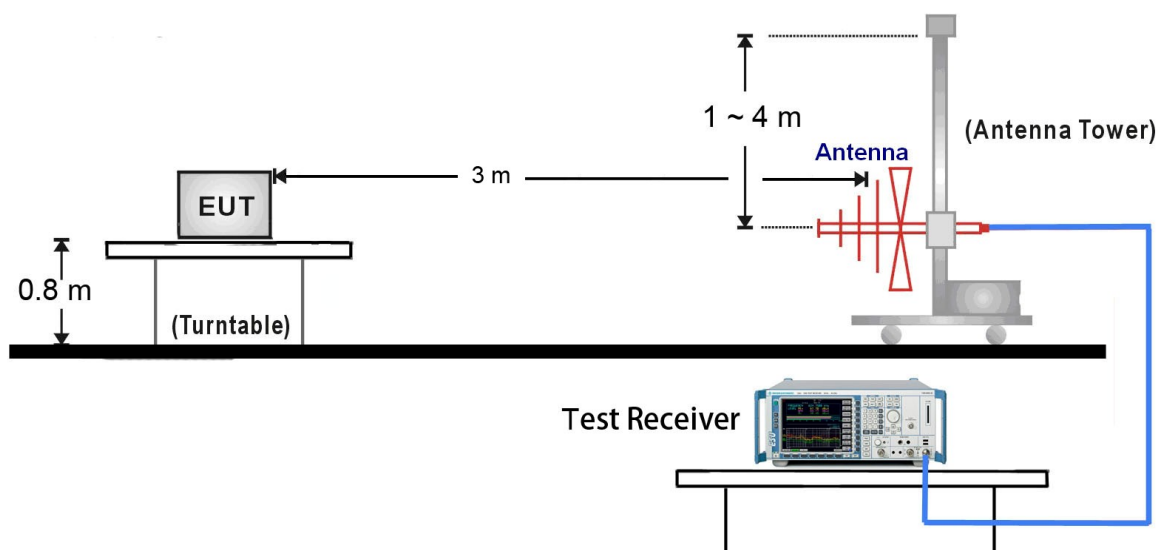 1 ~ 4 m
(Antenna Tower)
Antenna
3 m
EUT
0.8 m
(Turntable)
Test Receiver